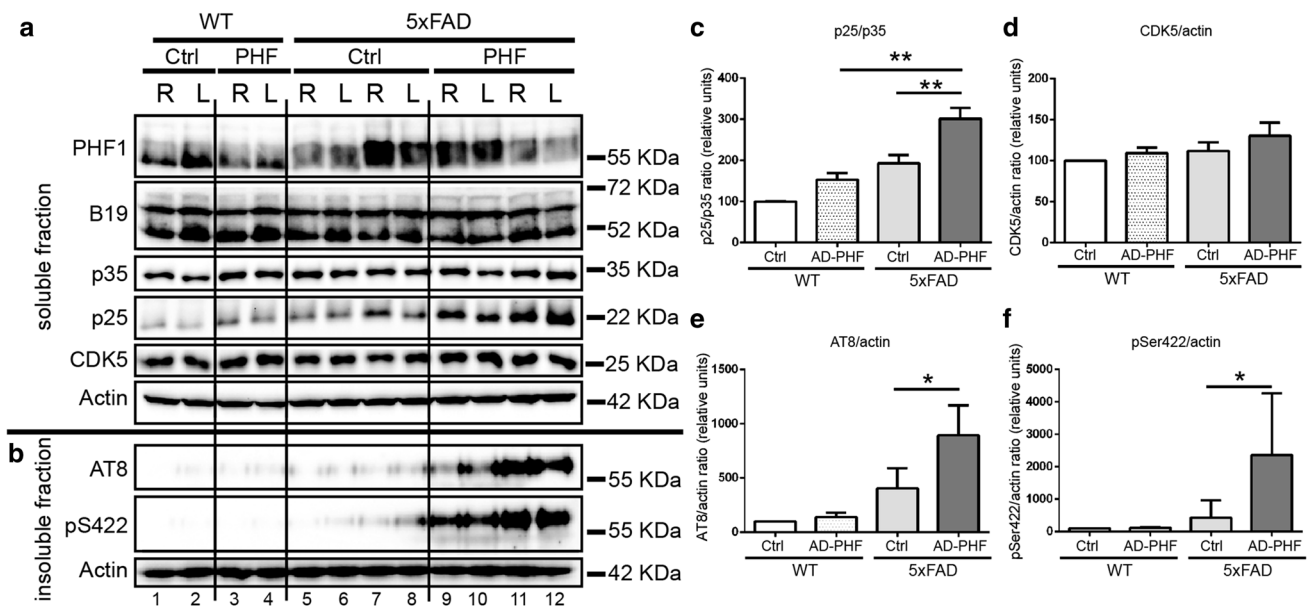 a
WT 5xFAD
Ctrl PHF Ctrl PHF
R L R L R L R L R L R L
soluble fraction
PHF1 55 KDa
72 KDa
B19
52 KDa
p35 35 KDa
p25 22 KDa
CDK5 25 KDa
Actin 42 KDa
b
insoluble fraction
AT8 55 KDa
pS422 55 KDa
Actin 42 KDa
1 2 3 4 5 6 7 8 9 10 11 12
c
p25/p35
p25/p35 ratio (relative units)
400
300
200
100
0
**
**
Ctrl AD-PHF Ctrl AD-PHF
WT 5xFAD
d
CDK5/actin
CDK5/actin ratio (relative units)
200
150
100
50
0
Ctrl AD-PHF Ctrl AD-PHF
WT 5xFAD
e
AT8/actin
AT8/actin ratio (relative units)
1500
1000
500
0
*
Ctrl AD-PHF Ctrl AD-PHF
WT 5xFAD
f
pSer422/actin
pSer422/actin ratio (relative units)
5000
4000
3000
2000
1000
0
*
Ctrl AD-PHF Ctrl AD-PHF
WT 5xFAD